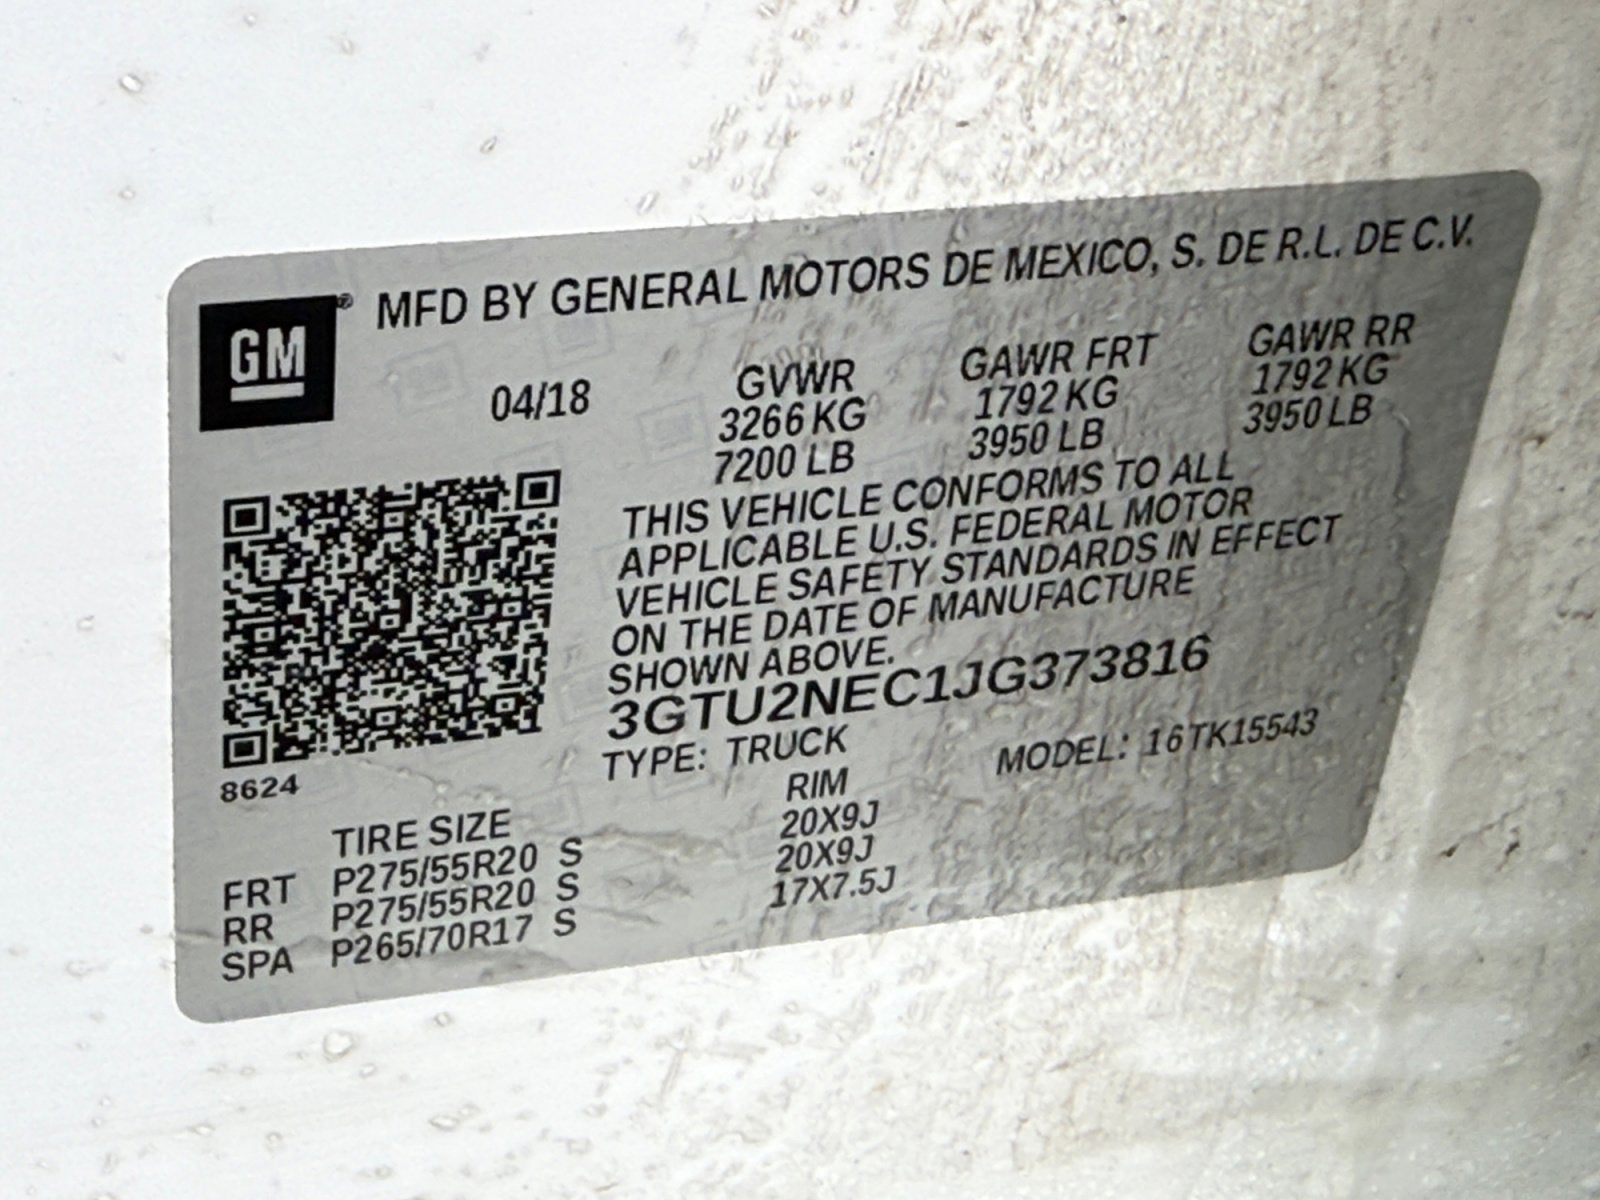 GM® MFD BY GENERAL MOTORS DE MEXICO, S. DE R.L. DE C.V.
04/18
GVWR GAWR FRT GAWR RR
3266 KG 1792 KG 1792 KG
7200 LB 3950 LB 3950 LB
THIS VEHICLE CONFORMS TO ALL
APPLICABLE U.S. FEDERAL MOTOR
VEHICLE SAFETY STANDARDS IN EFFECT
ON THE DATE OF MANUFACTURE
SHOWN ABOVE.
3GTU2NEC1JG373816
TYPE: TRUCK MODEL: 16TK15543
8624
TIRE SIZE RIM
FRT P275/55R20 S 20X9J
RR P275/55R20 S 20X9J
SPA P265/70R17 S 17X7.5J